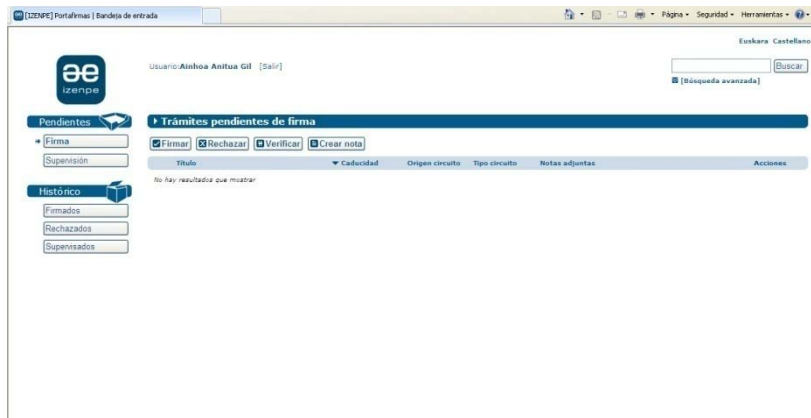 [IZENPE] Portafirmas | Bandeja de entrada
Página Seguridad Herramientas
Euskara Castellano
izenpe
Usuario:Ainhoa Anitua Gil [Salir]
Buscar
[Búsqueda avanzada]
Pendientes
Firma
Supervisión
Histórico
Firmados
Rechazados
Supervisados
Trámites pendientes de firma
Firmar Rechazar Verificar Crear nota
Título Caducidad Origen circuito Tipo circuito Notas adjuntas Acciones
No hay resultados que mostrar